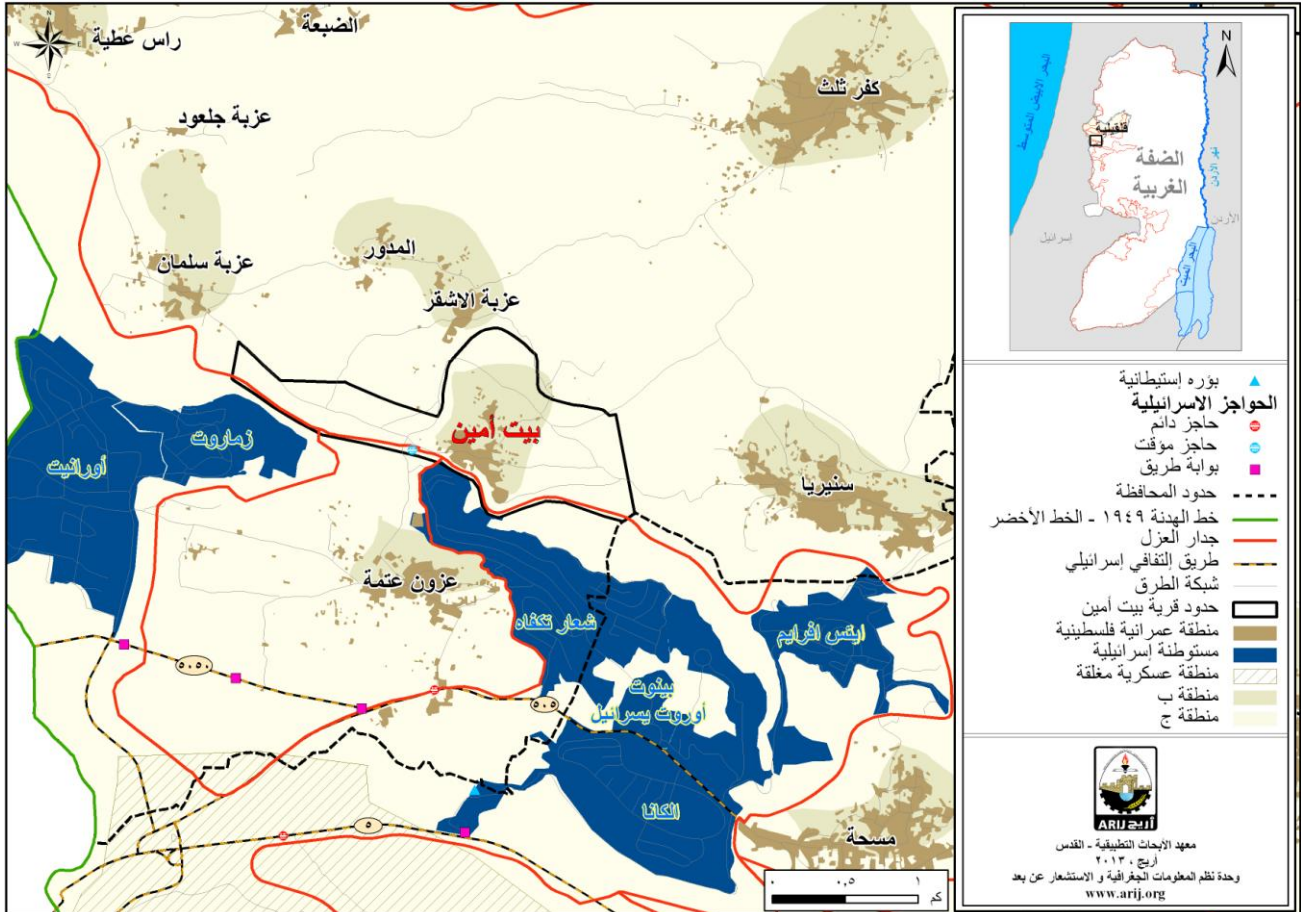 راس عطية
الضبعة
كفر ثلث
عزبة جلعود
المدور
عزبة سلمان
عزبة الاشقر
بيت أمين
زماروت
أورانيت
سنيريا
عزون عتمة
شعار تكفاه
ايتس افرايم
بينوت
أوروت يسرائيل
٥٠٥٠
٥٠٥
الكانا
٥
مسحة
٠ ٠,٥ ١
كم
N
البحر الابيض المتوسط
قلقيلية
الضفة
الغربية
نهر الأردن
الأردن
إسرائيل
البحر الميت
بؤره إستيطانية
الحواجز الاسرائيلية
حاجز دائم
حاجز مؤقت
بوابة طريق
حدود المحافظة
خط الهدنة ١٩٤٩ - الخط الأخضر
جدار العزل
طريق إلتفافي إسرائيلي
شبكة الطرق
حدود قرية بيت أمين
منطقة عمرانية فلسطينية
مستوطنة إسرائيلية
منطقة عسكرية مغلقة
منطقة ب
منطقة ج
ARIJ أريج
معهد الأبحاث التطبيقية - القدس
أريج ، ٢٠١٣
وحدة نظم المعلومات الجغرافية و الاستشعار عن بعد
www.arij.org